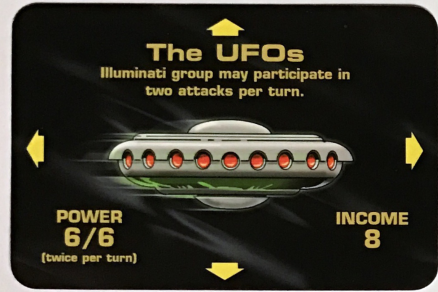 The UFOs
Illuminati group may participate in
two attacks per turn.
POWER
6/6
(twice per turn)
INCOME
8